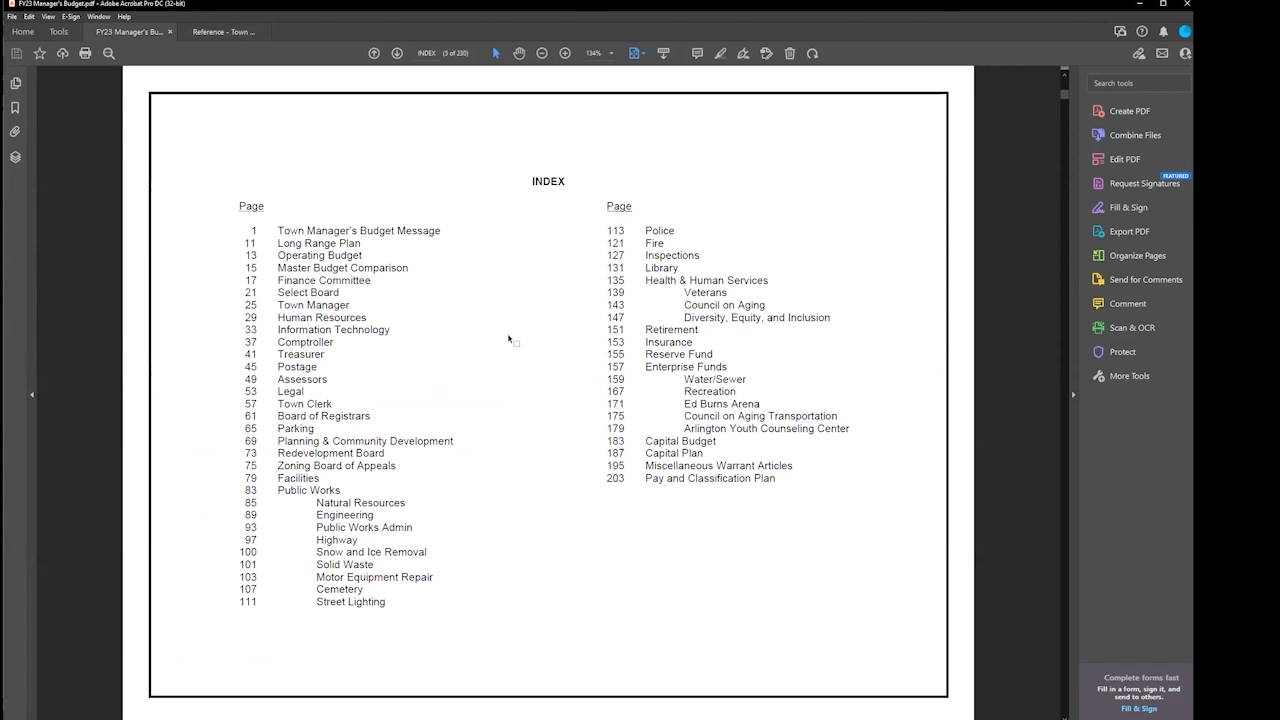 FY23 Manager's Budget.pdf - Adobe Acrobat Pro DC (32-bit)
File Edit View E-Sign Window Help
Home Tools FY23 Manager's Bu... × Reference - Town ...
INDEX (5 of 230) 134%
Search tools
Create PDF
Combine Files
Edit PDF
FEATURED
Request Signatures
Fill & Sign
Export PDF
Organize Pages
Send for Comments
Comment
Scan & OCR
Protect
More Tools
Complete forms fast
Fill in a form, sign it, and
send to others.
Fill & Sign
INDEX
Page
1 Town Manager's Budget Message
11 Long Range Plan
13 Operating Budget
15 Master Budget Comparison
17 Finance Committee
21 Select Board
25 Town Manager
29 Human Resources
33 Information Technology
37 Comptroller
41 Treasurer
45 Postage
49 Assessors
53 Legal
57 Town Clerk
61 Board of Registrars
65 Parking
69 Planning & Community Development
73 Redevelopment Board
75 Zoning Board of Appeals
79 Facilities
83 Public Works
85 Natural Resources
89 Engineering
93 Public Works Admin
97 Highway
100 Snow and Ice Removal
101 Solid Waste
103 Motor Equipment Repair
107 Cemetery
111 Street Lighting
Page
113 Police
121 Fire
127 Inspections
131 Library
135 Health & Human Services
139 Veterans
143 Council on Aging
147 Diversity, Equity, and Inclusion
151 Retirement
153 Insurance
155 Reserve Fund
157 Enterprise Funds
159 Water/Sewer
167 Recreation
171 Ed Burns Arena
175 Council on Aging Transportation
179 Arlington Youth Counseling Center
183 Capital Budget
187 Capital Plan
195 Miscellaneous Warrant Articles
203 Pay and Classification Plan